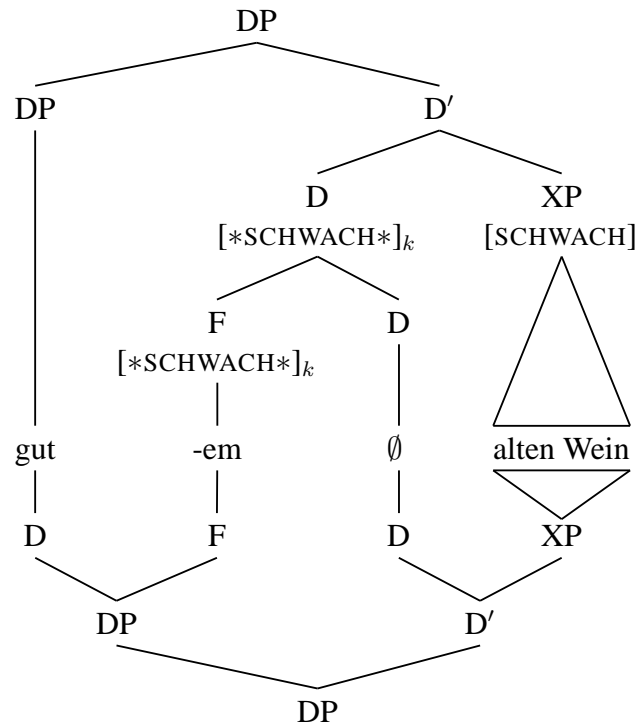 DP
DP D′
D XP
[∗SCHWACH∗]k [SCHWACH]
F D
[∗SCHWACH∗]k
gut -em ∅ alten Wein
D F D XP
DP D′
DP